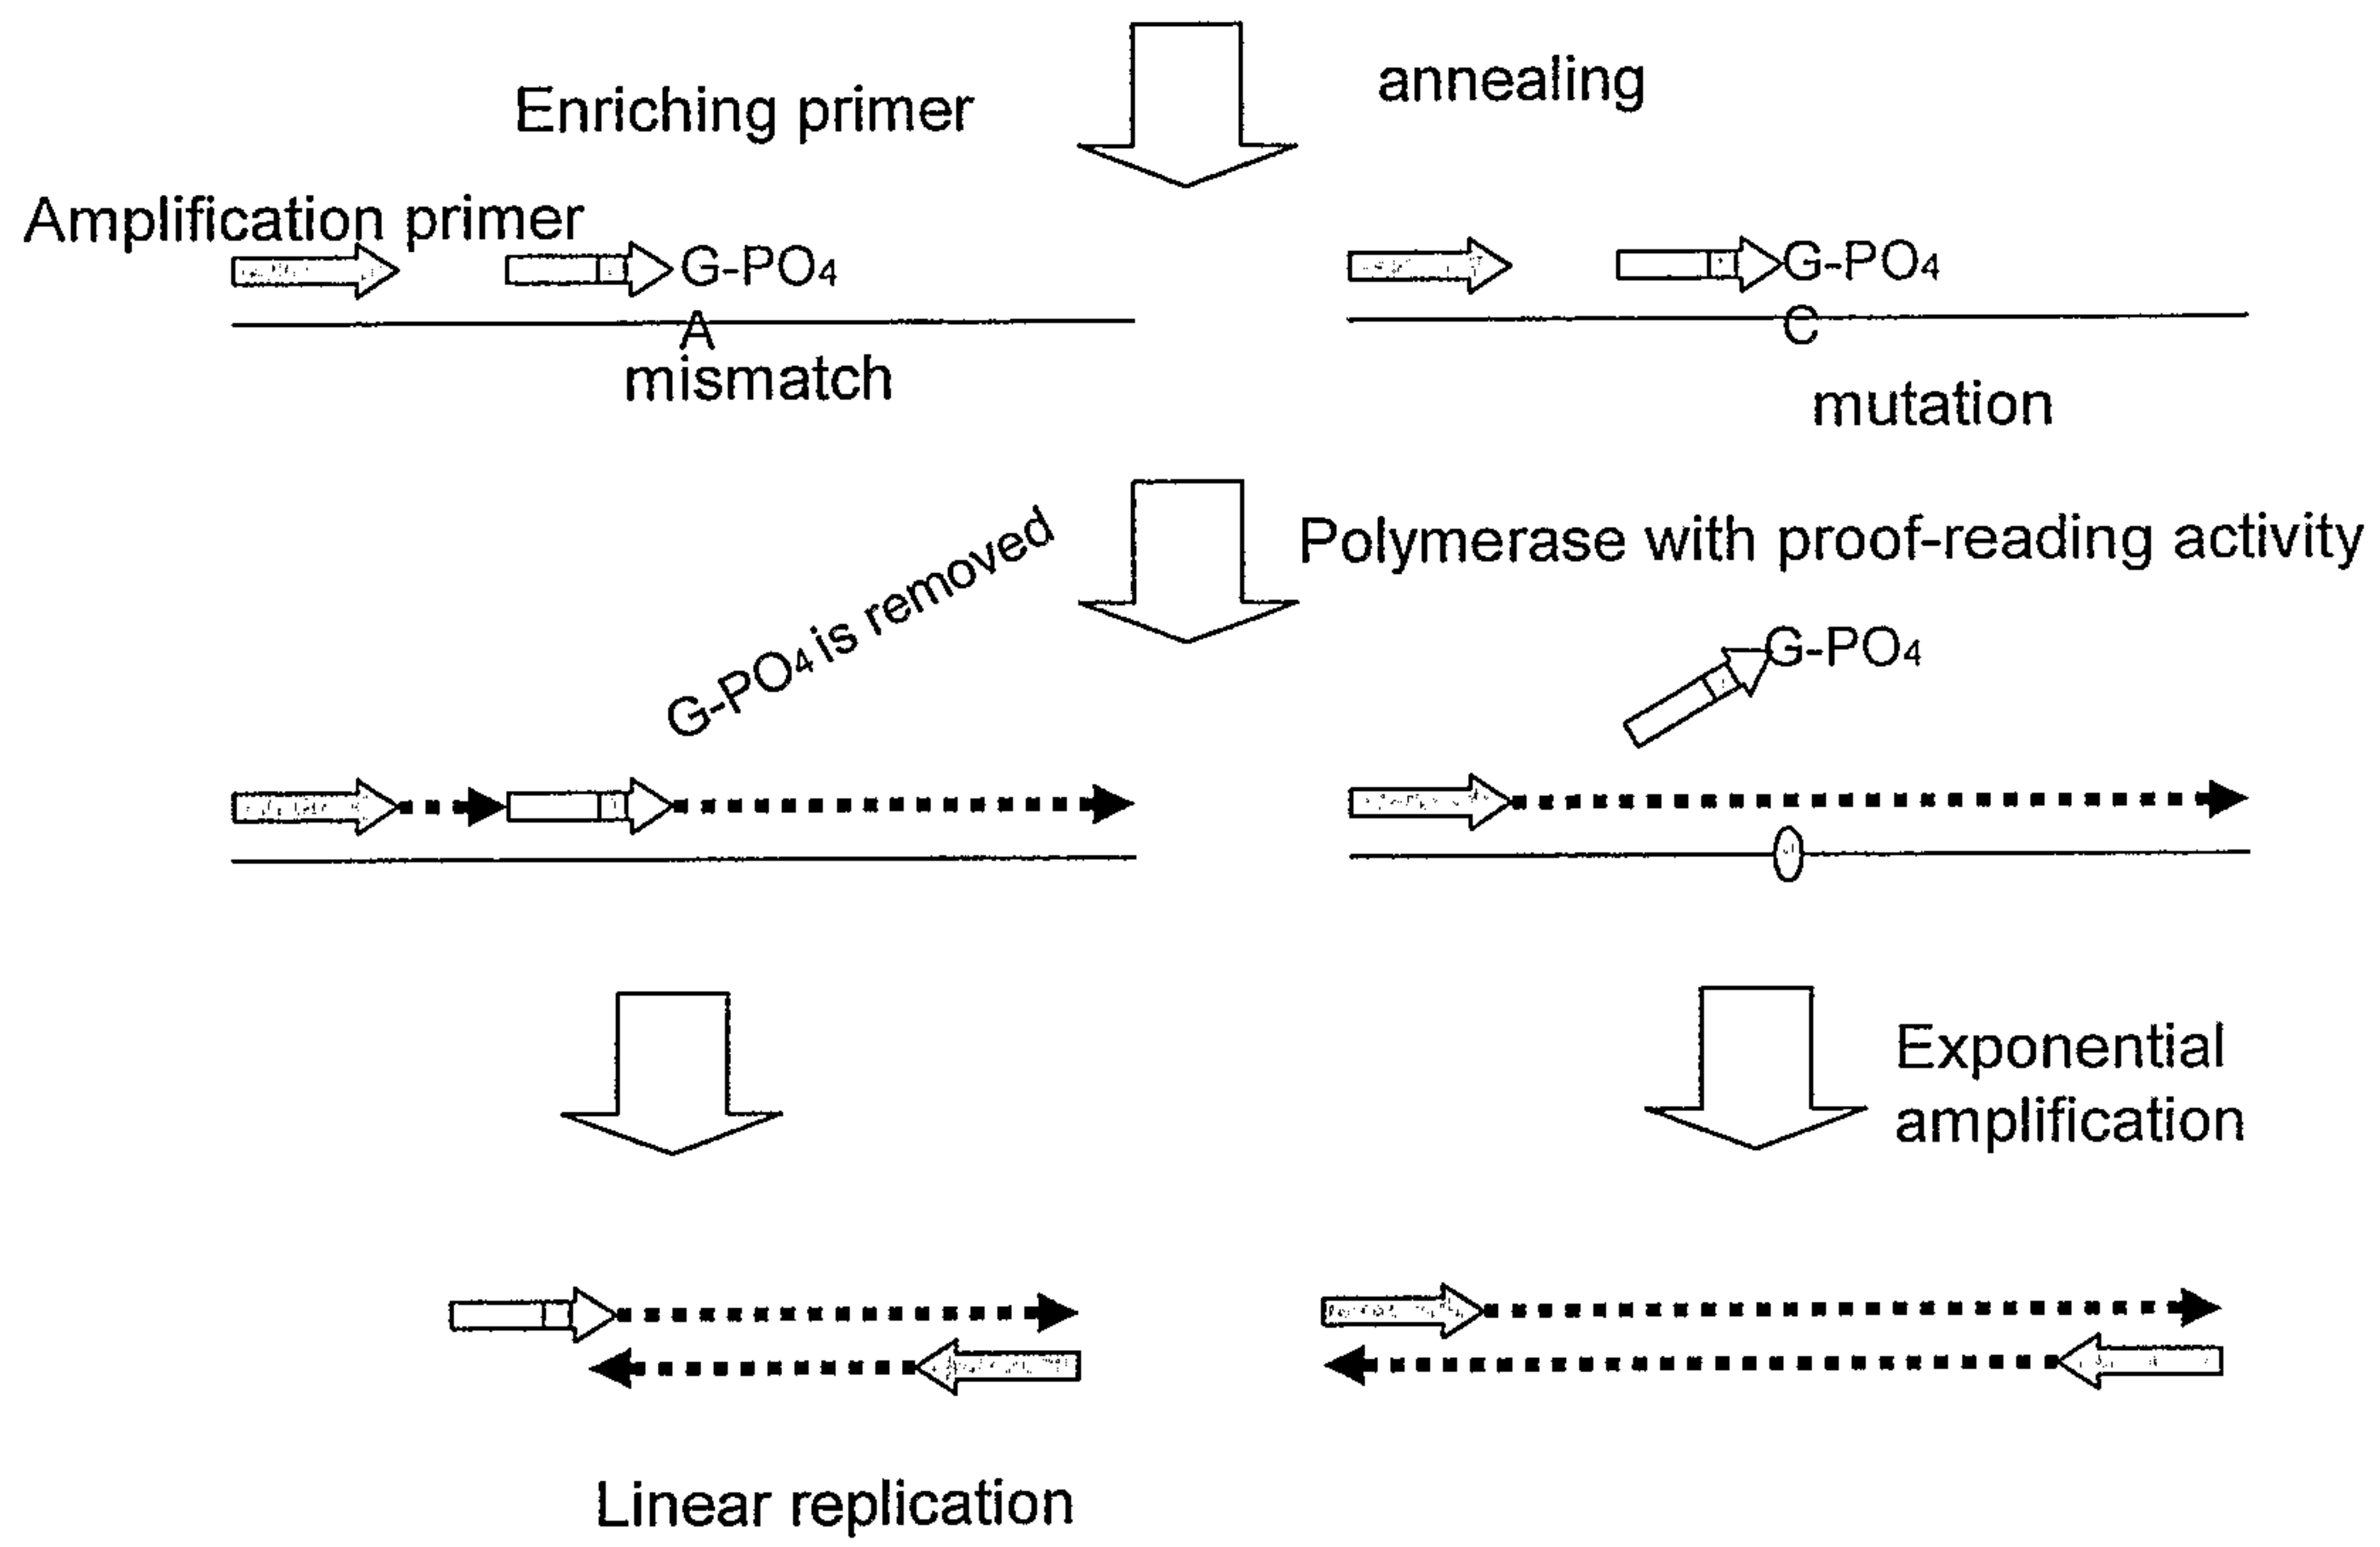 annealing
Enriching primer
Amplification primer
G-PO4
G-PO4
A
C
mismatch
mutation
Polymerase with proof-reading activity
G-PO4 is removed
G-PO4
Exponential
amplification
Linear replication